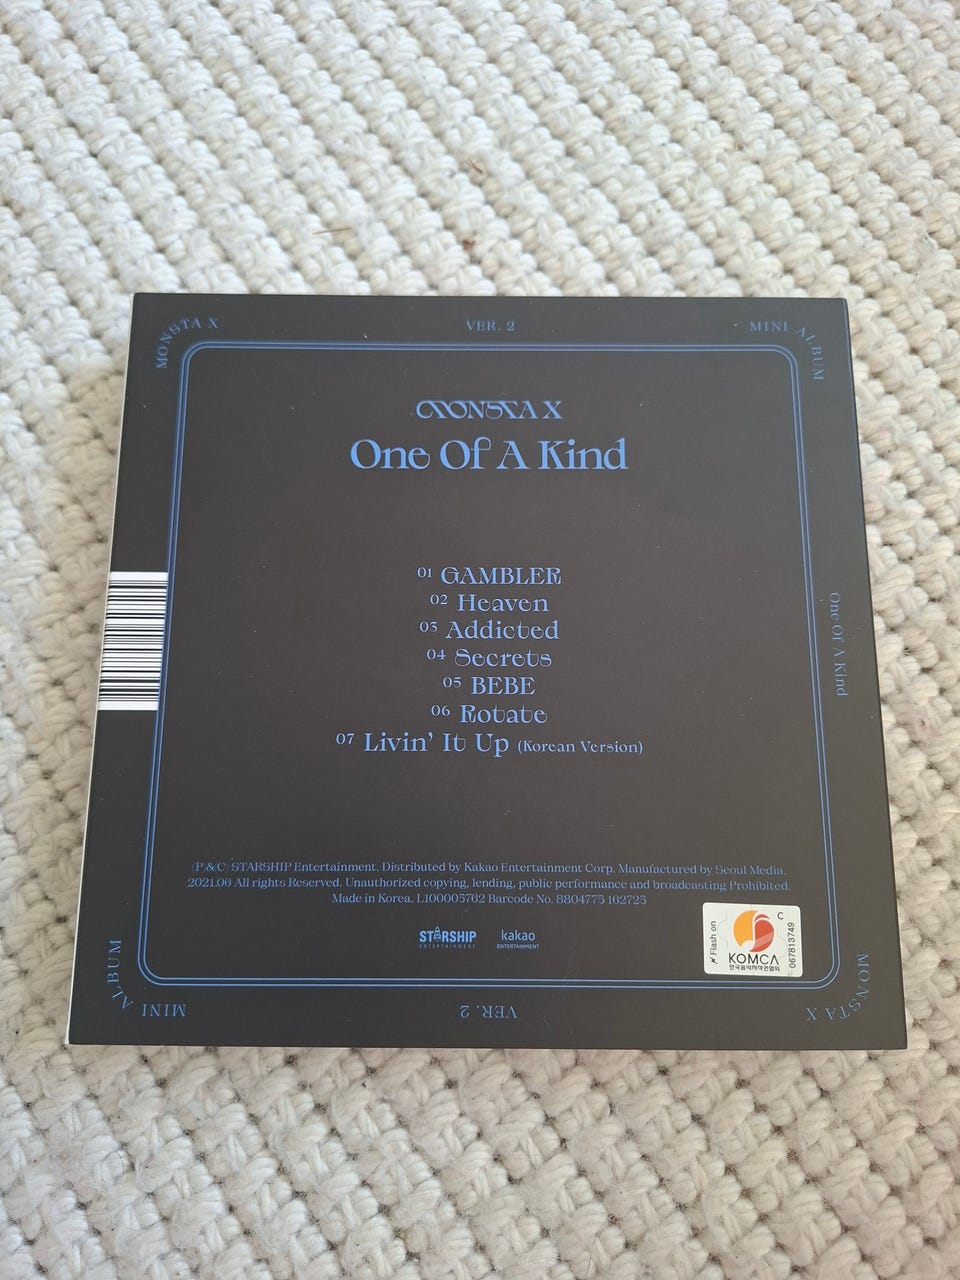 MONSTA X
VER. 2
MINI ALBUM
MONSTA X
One Of A Kind
01 GAMBLER
02 Heaven
03 Addicted
04 Secrets
05 BEBE
06 Rotate
07 Livin' It Up (Korean Version)
One Of A Kind
(P&C) STARSHIP Entertainment. Distributed by Kakao Entertainment Corp. Manufactured by Seoul Media.
2021.06 All rights Reserved. Unauthorized copying, lending, public performance and broadcasting Prohibited.
Made in Korea. L100005762 Barcode No. 8804775 162725
STARSHIP
ENTERTAINMENT
kakao
ENTERTAINMENT
Flash on
C
KOMCA
한국음악저작권협회
067813749
MINI ALBUM
VER. 2
MONSTA X